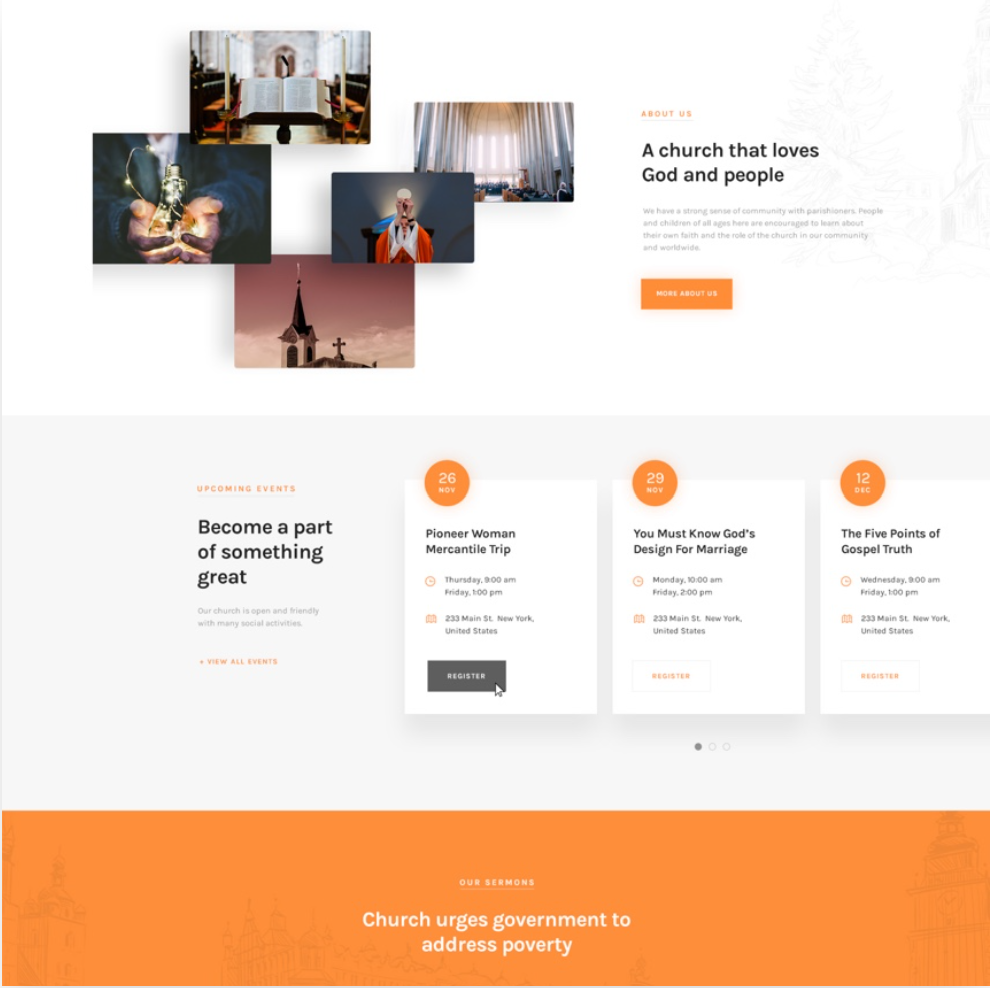 ABOUT US
A church that loves
God and people
We have a strong sense of community with parishioners. People
and children of all ages here are encouraged to learn about
their own faith and the role of the church in our community
and worldwide.
MORE ABOUT US
UPCOMING EVENTS
Become a part
of something
great
Our church is open and friendly
with many social activities.
+ VIEW ALL EVENTS
26
NOV
Pioneer Woman
Mercantile Trip
Thursday, 9:00 am
Friday, 1:00 pm
233 Main St. New York,
United States
REGISTER
29
NOV
You Must Know God's
Design For Marriage
Monday, 10:00 am
Friday, 2:00 pm
233 Main St. New York,
United States
REGISTER
12
DEC
The Five Points of
Gospel Truth
Wednesday, 9:00 am
Friday, 1:00 pm
233 Main St. New York,
United States
REGISTER
OUR SERMONS
Church urges government to
address poverty